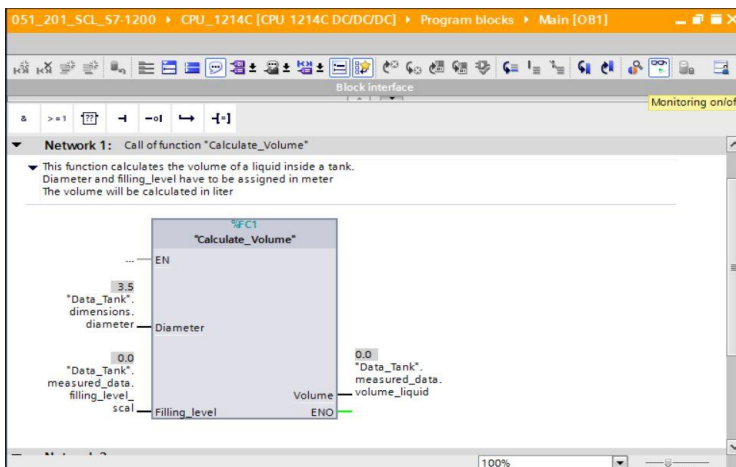 051_201_SCL_S7-1200 ▸ CPU_1214C [CPU 1214C DC/DC/DC] ▸ Program blocks ▸ Main [OB1]
Block interface
Monitoring on/of
& >=1 ??
Network 1: Call of function "Calculate_Volume"
This function calculates the volume of a liquid inside a tank.
Diameter and filling_level have to be assigned in meter
The volume will be calculated in liter
%FC1
"Calculate_Volume"
... EN
3.5
"Data_Tank".
dimensions.
diameter Diameter
0.0
"Data_Tank".
measured_data.
filling_level_
scal Filling_level
0.0
"Data_Tank".
measured_data.
Volume volume_liquid
ENO
100%